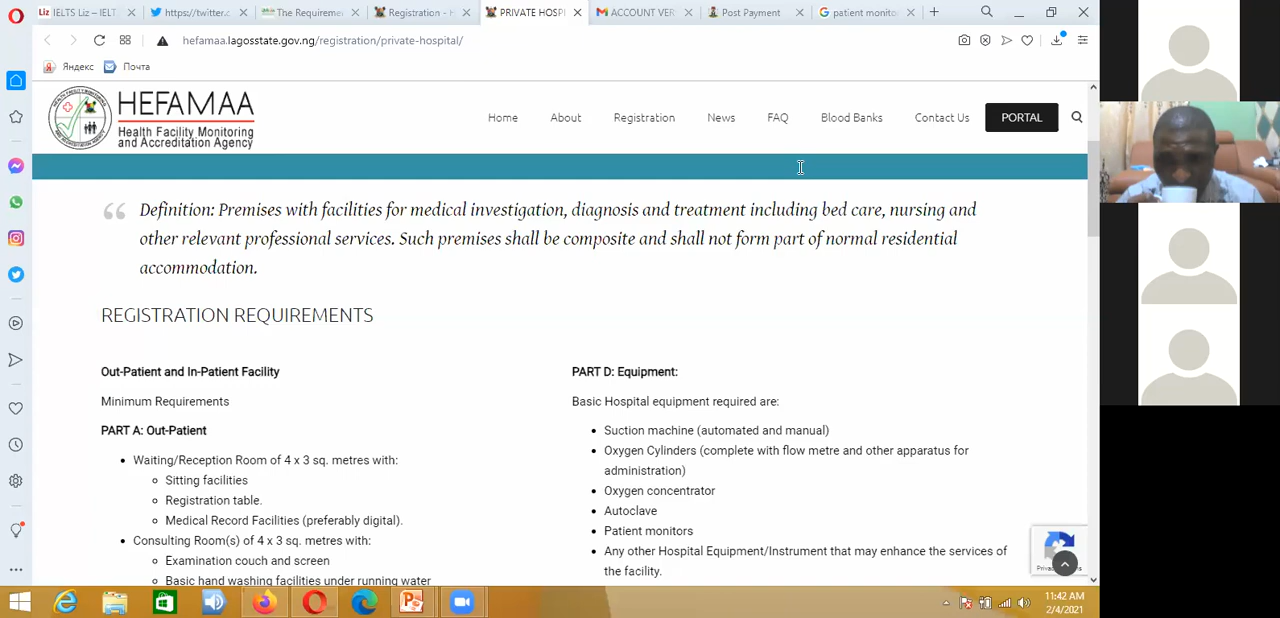 Liz IELTS Liz – IELT
https://twitter.c
The Requireme
Registration - H
PRIVATE HOSPI
ACCOUNT VER
Post Payment
patient monito
hefamaa.lagosstate.gov.ng/registration/private-hospital/
Яндекс
Почта
HEFAMAA
Health Facility Monitoring
and Accreditation Agency
Home
About
Registration
News
FAQ
Blood Banks
Contact Us
PORTAL
Definition: Premises with facilities for medical investigation, diagnosis and treatment including bed care, nursing and
other relevant professional services. Such premises shall be composite and shall not form part of normal residential
accommodation.
REGISTRATION REQUIREMENTS
Out-Patient and In-Patient Facility
Minimum Requirements
PART A: Out-Patient
Waiting/Reception Room of 4 x 3 sq. metres with:
Sitting facilities
Registration table.
Medical Record Facilities (preferably digital).
Consulting Room(s) of 4 x 3 sq. metres with:
Examination couch and screen
Basic hand washing facilities under running water
PART D: Equipment:
Basic Hospital equipment required are:
Suction machine (automated and manual)
Oxygen Cylinders (complete with flow metre and other apparatus for
administration)
Oxygen concentrator
Autoclave
Patient monitors
Any other Hospital Equipment/Instrument that may enhance the services of
the facility.
11:42 AM
2/4/2021